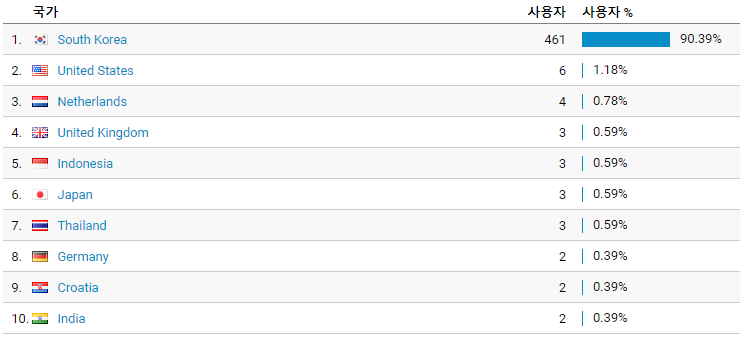 국가 사용자 사용자 %
1. South Korea 461 90.39%
2. United States 6 1.18%
3. Netherlands 4 0.78%
4. United Kingdom 3 0.59%
5. Indonesia 3 0.59%
6. Japan 3 0.59%
7. Thailand 3 0.59%
8. Germany 2 0.39%
9. Croatia 2 0.39%
10. India 2 0.39%